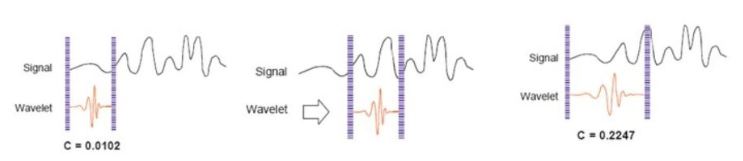 Signal
Wavelet
C = 0.0102
Signal
Wavelet
Signal
Wavelet
C = 0.2247